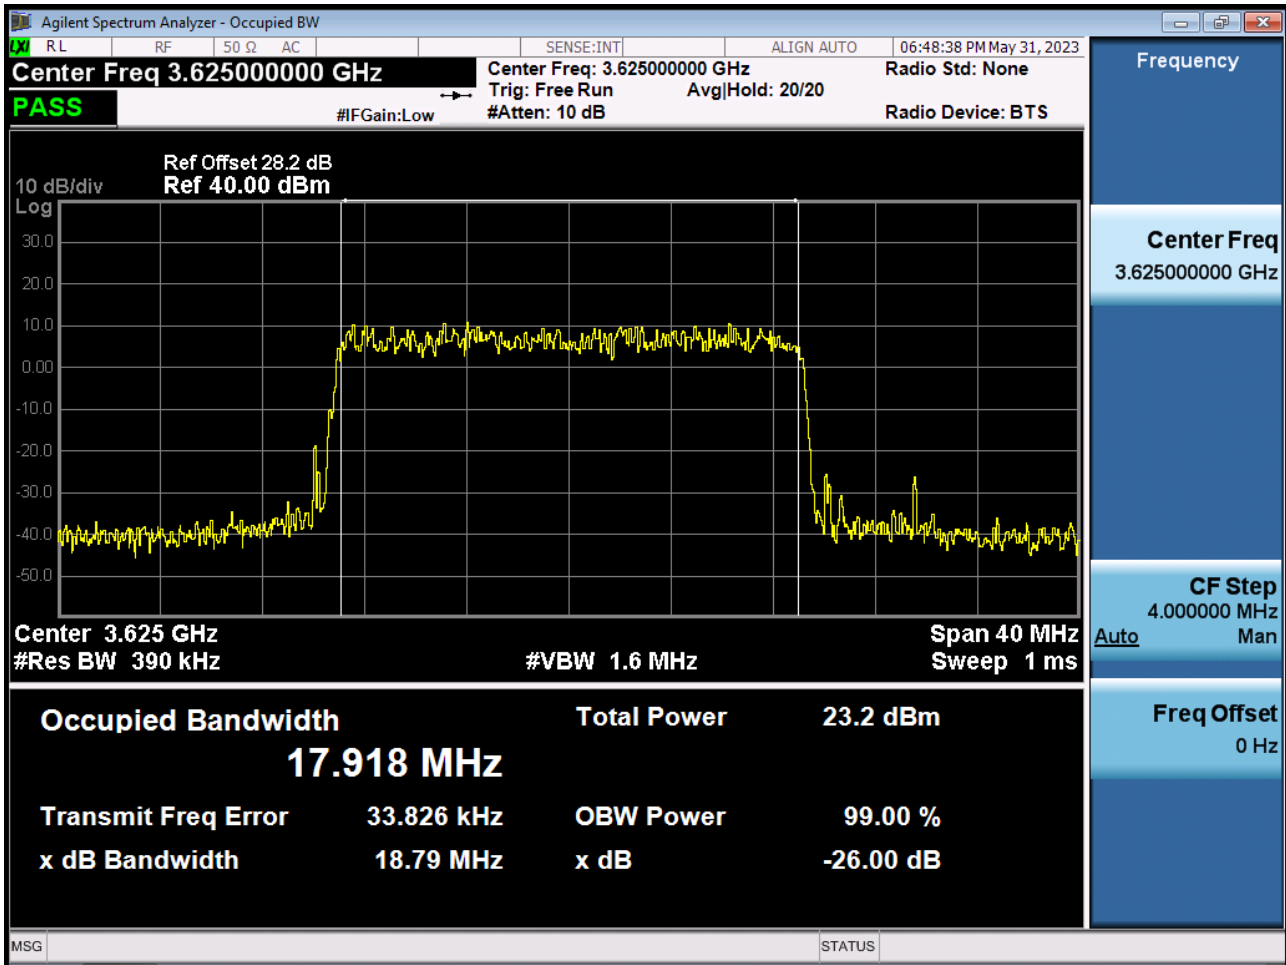 Agilent Spectrum Analyzer - Occupied BW
LXI RL RF 50 Ω AC SENSE:INT ALIGN AUTO 06:48:38 PM May 31, 2023
Center Freq 3.625000000 GHz
Center Freq: 3.625000000 GHz Radio Std: None
Trig: Free Run Avg|Hold: 20/20
PASS
#IFGain:Low #Atten: 10 dB Radio Device: BTS
Ref Offset 28.2 dB
10 dB/div Ref 40.00 dBm
Log
30.0
20.0
10.0
0.00
-10.0
-20.0
-30.0
-40.0
-50.0
Center 3.625 GHz Span 40 MHz
#Res BW 390 kHz #VBW 1.6 MHz Sweep 1 ms
Occupied Bandwidth Total Power 23.2 dBm
17.918 MHz
Transmit Freq Error 33.826 kHz OBW Power 99.00 %
x dB Bandwidth 18.79 MHz x dB -26.00 dB
MSG STATUS
Frequency
Center Freq
3.625000000 GHz
CF Step
4.000000 MHz
Auto Man
Freq Offset
0 Hz